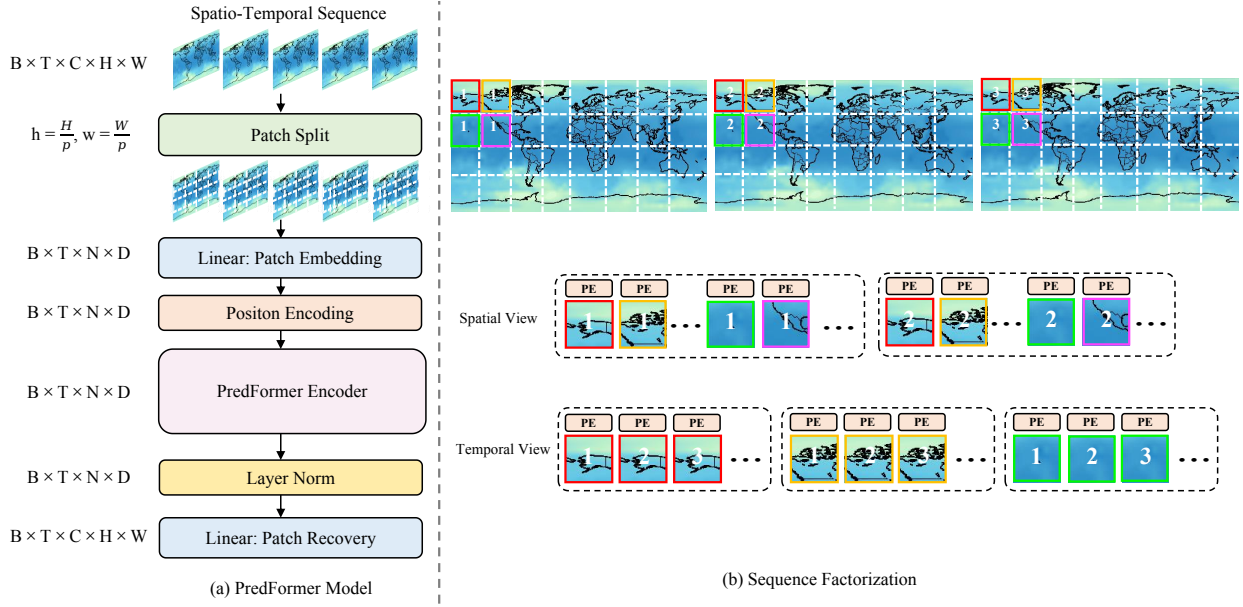 Spatio-Temporal Sequence
B × T × C × H × W
h = H/p, w = W/p
Patch Split
B × T × N × D
Linear: Patch Embedding
B × T × N × D
Positon Encoding
B × T × N × D
PredFormer Encoder
B × T × N × D
Layer Norm
B × T × C × H × W
Linear: Patch Recovery
(a) PredFormer Model
1 1 2 2 3 3
1 1 2 2 3 3
PE PE PE PE PE PE PE PE
Spatial View
1 1 ... 1 1 ... 2 2 ... 2 2 ...
PE PE PE PE PE PE PE PE PE
Temporal View
1 2 3 ... 1 2 3 ... 1 2 3 ...
(b) Sequence Factorization